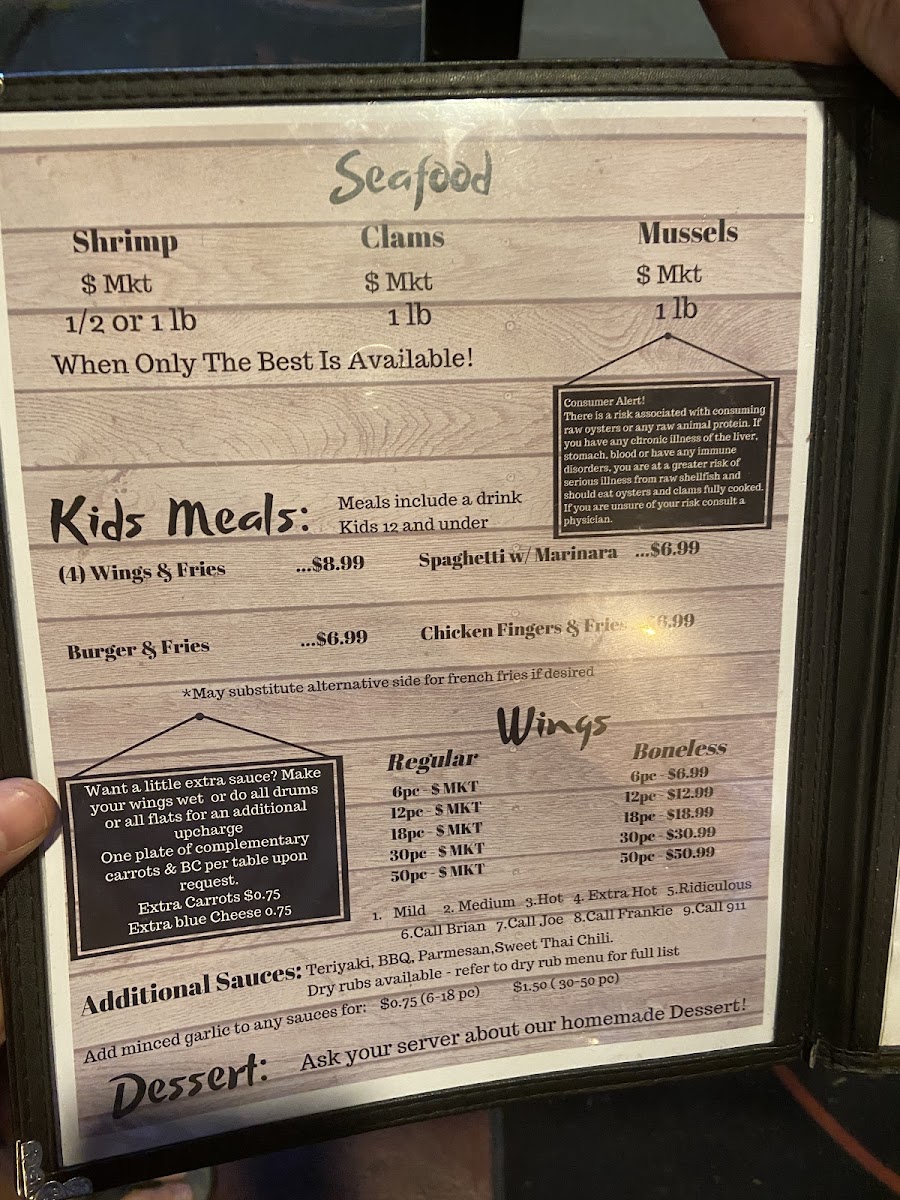 Seafood
Shrimp
Clams
Mussels
$ Mkt
$ Mkt
$ Mkt
1/2 or 1 lb
1 lb
1 lb
When Only The Best Is Available!
Consumer Alert!
There is a risk associated with consuming
raw oysters or any raw animal protein. If
you have any chronic illness of the liver,
stomach, blood or have any immune
disorders, you are at a greater risk of
serious illness from raw shellfish and
should eat oysters and clams fully cooked.
If you are unsure of your risk consult a
physician.
Kids Meals:
Meals include a drink
Kids 12 and under
(4) Wings & Fries ...$8.99
Spaghetti w/ Marinara ...$6.99
Burger & Fries ...$6.99
Chicken Fingers & Fries 6.99
*May substitute alternative side for french fries if desired
Want a little extra sauce? Make
your wings wet or do all drums
or all flats for an additional
upcharge
One plate of complementary
carrots & BC per table upon
request.
Extra Carrots $0.75
Extra blue Cheese 0.75
Wings
Regular
6pc - $ MKT
12pc - $ MKT
18pc - $ MKT
30pc - $ MKT
50pc - $ MKT
Boneless
6pc - $6.99
12pc - $12.99
18pc - $18.99
30pc - $30.99
50pc - $50.99
1. Mild 2. Medium 3.Hot 4. Extra Hot 5.Ridiculous
6.Call Brian 7.Call Joe 8.Call Frankie 9.Call 911
Additional Sauces: Teriyaki, BBQ, Parmesan,Sweet Thai Chili.
Dry rubs available - refer to dry rub menu for full list
Add minced garlic to any sauces for: $0.75 (6-18 pc) $1.50 ( 30-50 pc)
Dessert: Ask your server about our homemade Dessert!